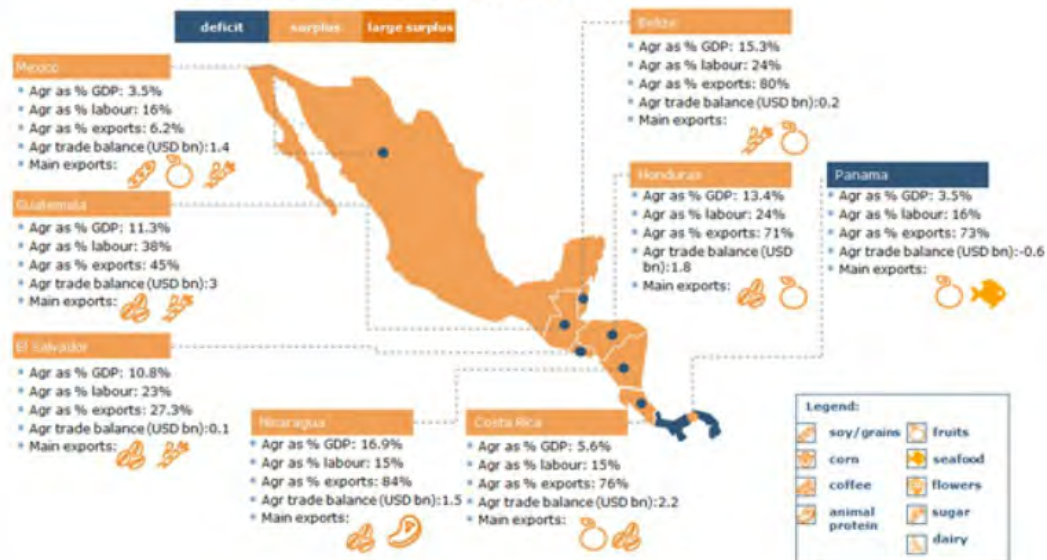 deficit surplus large surplus
Mexico
Agr as % GDP: 3.5%
Agr as % labour: 16%
Agr as % exports: 6.2%
Agr trade balance (USD bn):1.4
Main exports:
Guatemala
Agr as % GDP: 11.3%
Agr as % labour: 38%
Agr as % exports: 45%
Agr trade balance (USD bn):3
Main exports:
El Salvador
Agr as % GDP: 10.8%
Agr as % labour: 23%
Agr as % exports: 27.3%
Agr trade balance (USD bn):0.1
Main exports:
Nicaragua
Agr as % GDP: 16.9%
Agr as % labour: 15%
Agr as % exports: 84%
Agr trade balance (USD bn):1.5
Main exports:
Costa Rica
Agr as % GDP: 5.6%
Agr as % labour: 15%
Agr as % exports: 76%
Agr trade balance (USD bn):2.2
Main exports:
Belize
Agr as % GDP: 15.3%
Agr as % labour: 24%
Agr as % exports: 80%
Agr trade balance (USD bn):0.2
Main exports:
Honduras
Agr as % GDP: 13.4%
Agr as % labour: 24%
Agr as % exports: 71%
Agr trade balance (USD
bn):1.8
Main exports:
Panama
Agr as % GDP: 3.5%
Agr as % labour: 16%
Agr as % exports: 73%
Agr trade balance (USD bn):-0.6
Main exports:
Legend:
soy/grains
corn
coffee
animal
protein
fruits
seafood
flowers
sugar
dairy